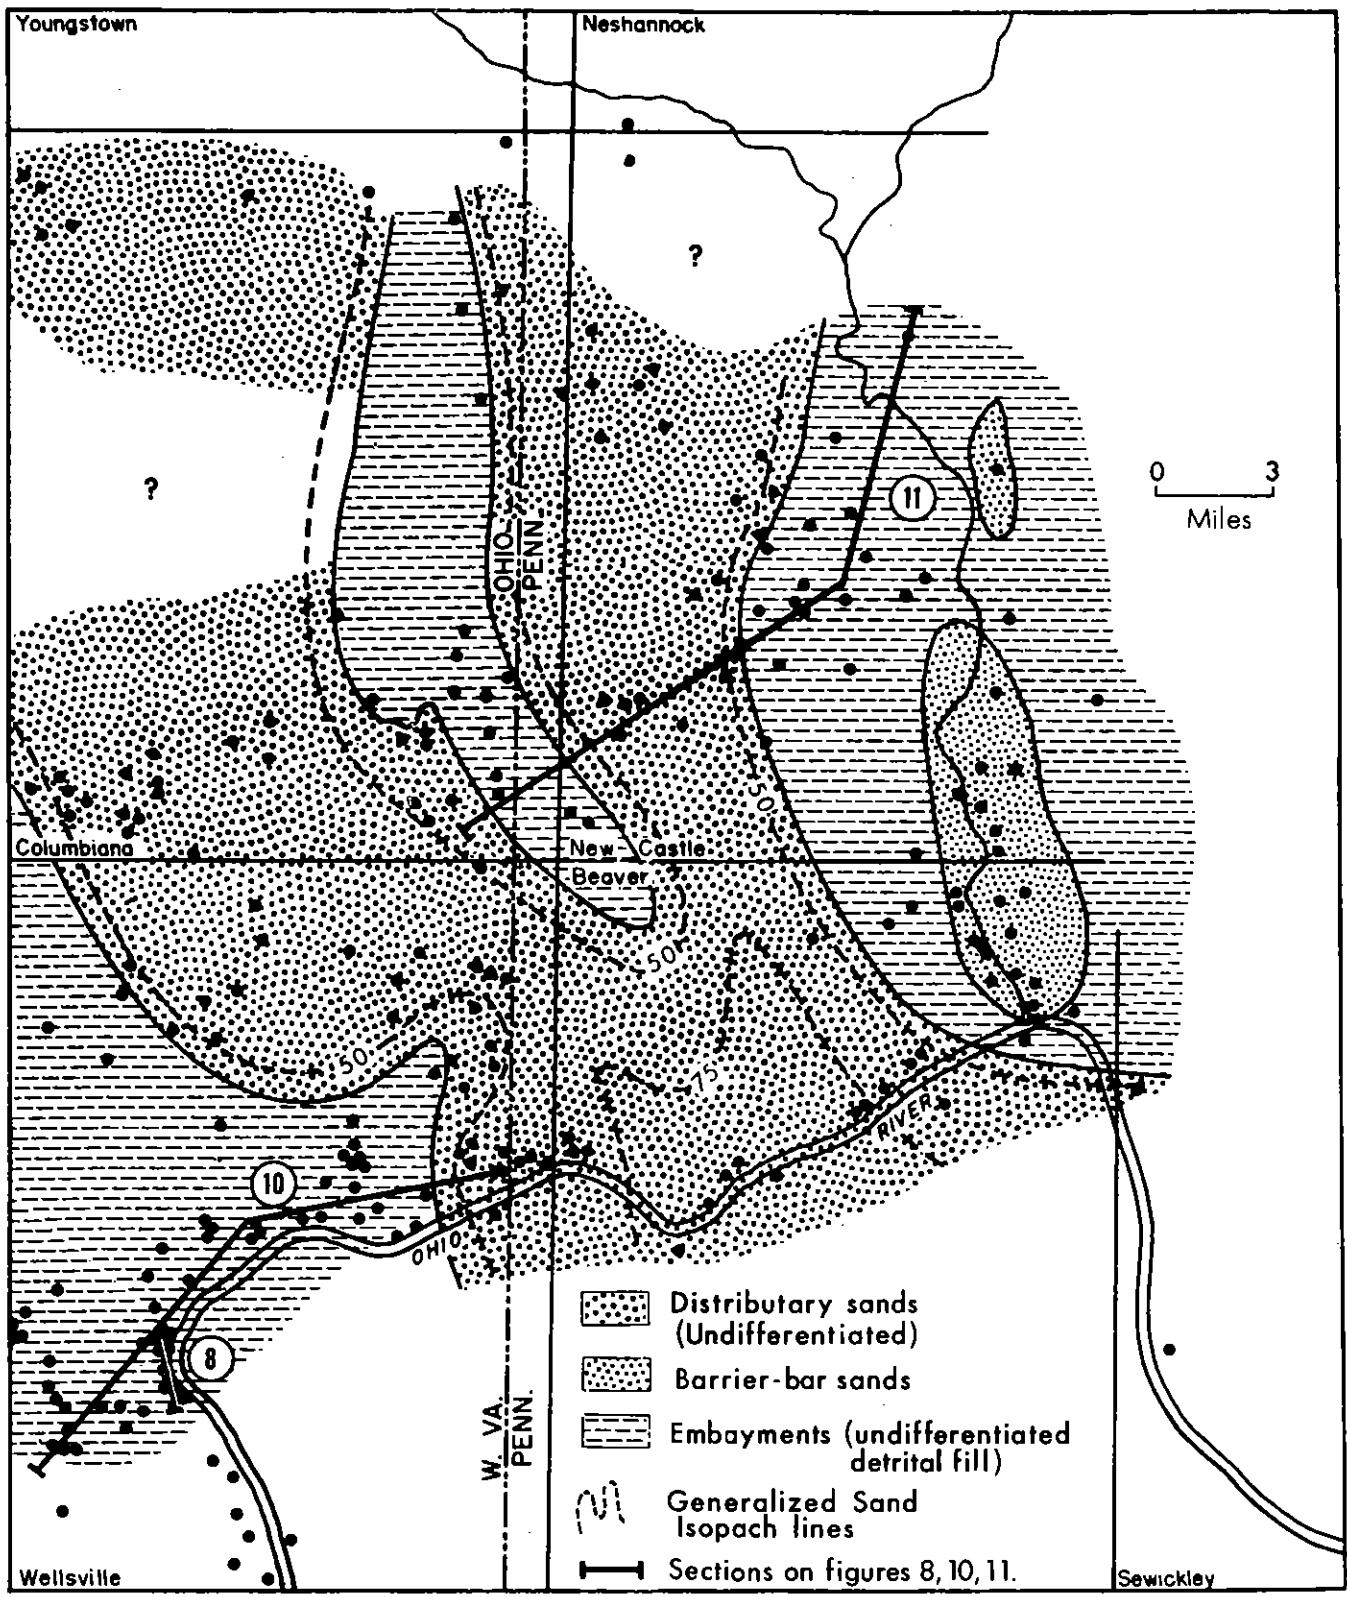 Youngstown
Neshannock
?
?
0 3
Miles
11
OHIO
PENN
50
Columbiana
New Castle
Beaver
50
50
75
10
RIVER
OHIO
8
W. VA.
PENN.
Distributary sands
(Undifferentiated)
Barrier-bar sands
Embayments (undifferentiated
detrital fill)
Generalized Sand
Isopach lines
Sections on figures 8, 10, 11.
Wellsville
Sewickley